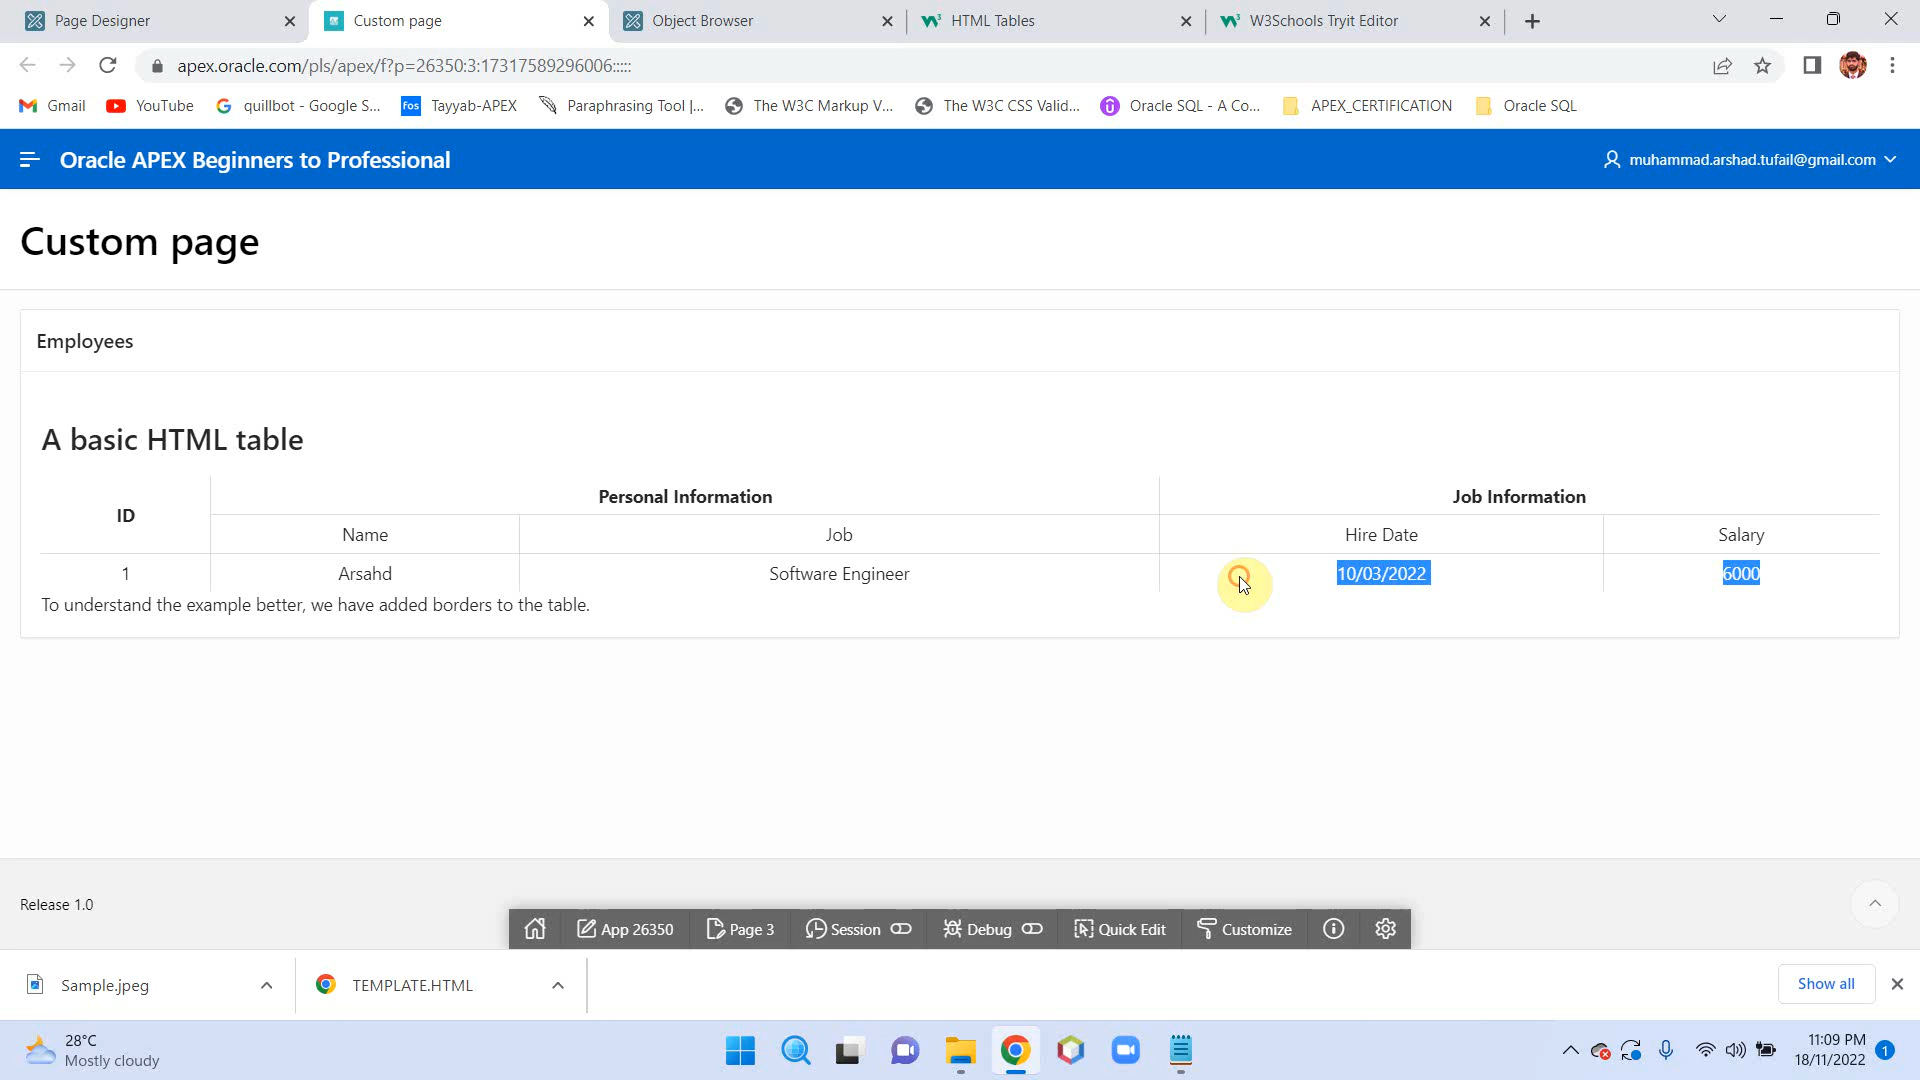 Page Designer Custom page Object Browser HTML Tables W3Schools Tryit Editor
apex.oracle.com/pls/apex/f?p=26350:3:17317589296006:::::
Gmail YouTube quillbot - Google S... fos Tayyab-APEX Paraphrasing Tool |... The W3C Markup V... The W3C CSS Valid... Oracle SQL - A Co... APEX_CERTIFICATION Oracle SQL
Oracle APEX Beginners to Professional muhammad.arshad.tufail@gmail.com
Custom page
Employees
A basic HTML table
ID Personal Information Job Information
Name Job Hire Date Salary
1 Arsahd Software Engineer 10/03/2022 6000
To understand the example better, we have added borders to the table.
Release 1.0
App 26350 Page 3 Session Debug Quick Edit Customize
Sample.jpeg TEMPLATE.HTML Show all
28°C
Mostly cloudy
11:09 PM
18/11/2022 1